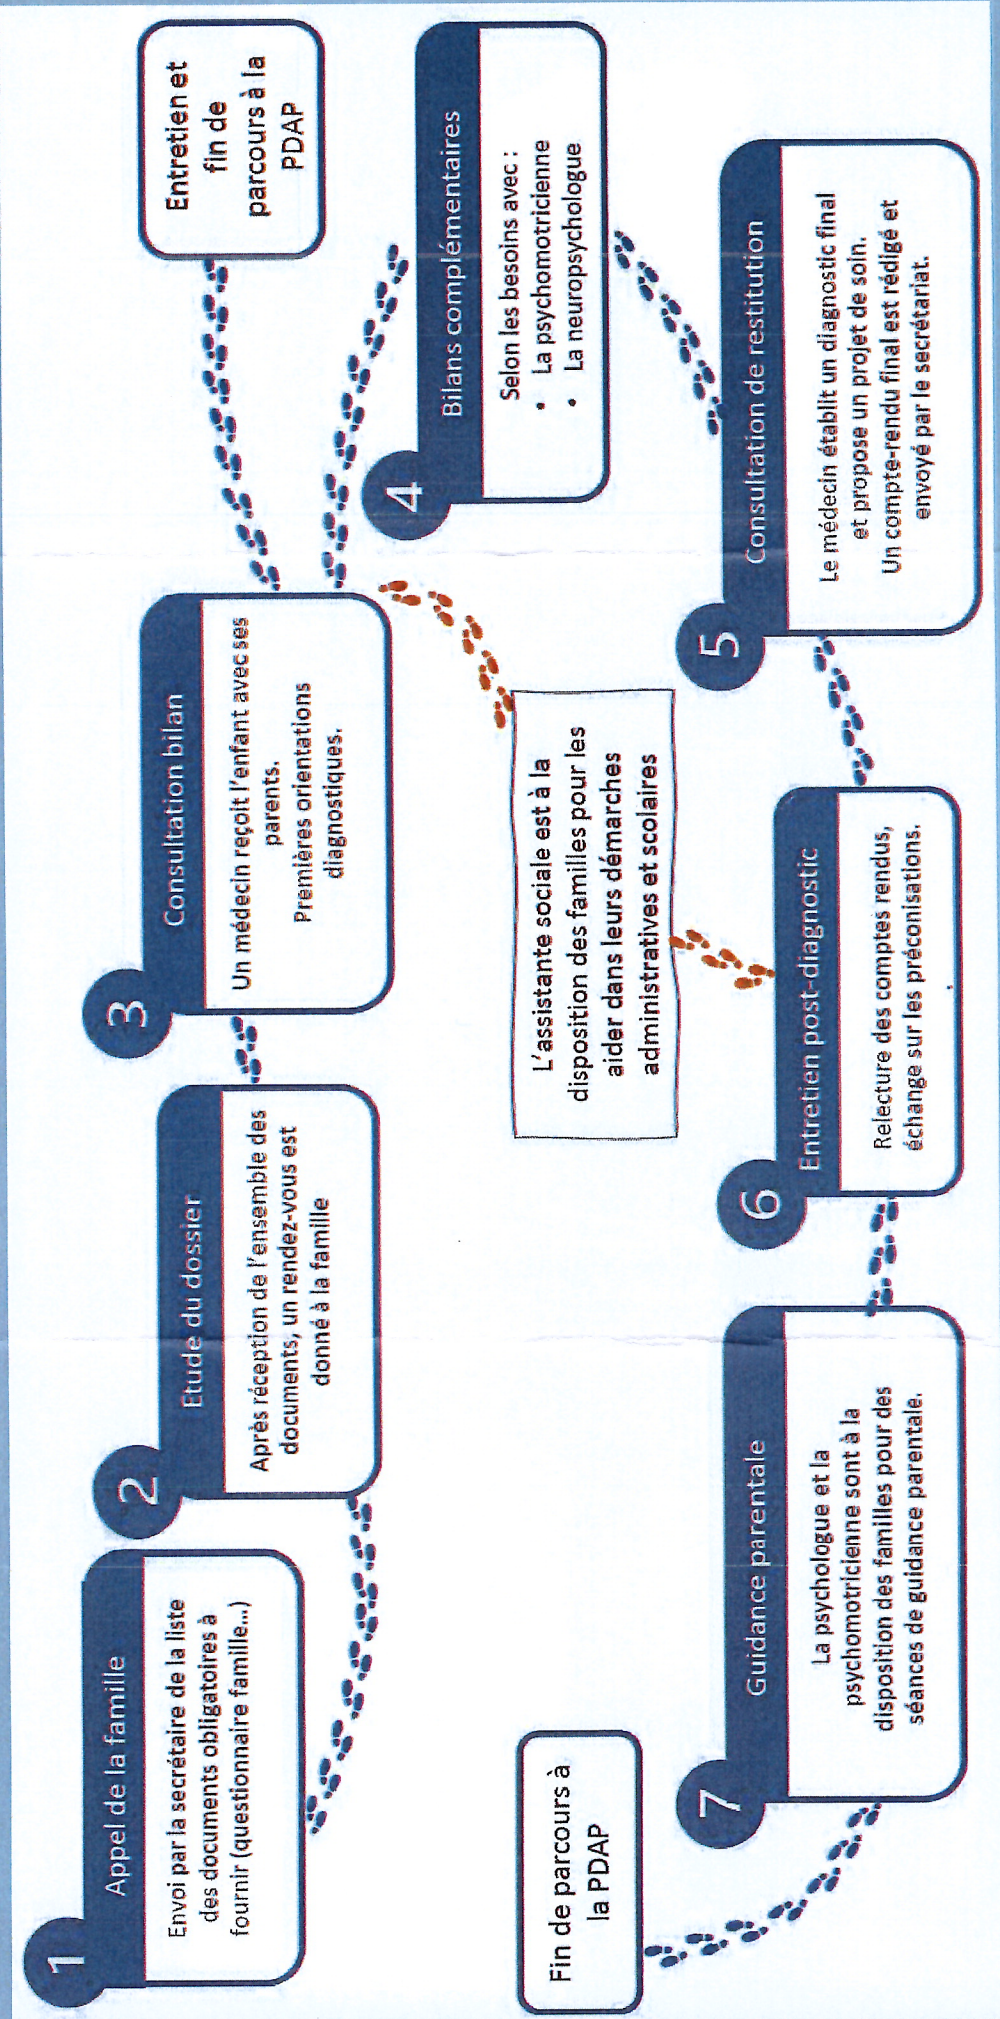 1
Appel de la famille
Envoi par la secrétaire de la liste
des documents obligatoires à
fournir (questionnaire famille...)
2
Etude du dossier
Après réception de l'ensemble des
documents, un rendez-vous est
donné à la famille
3
Consultation bilan
Un médecin reçoit l'enfant avec ses
parents.
Premières orientations
diagnostiques.
Entretien et
fin de
parcours à la
PDAP
4
Bilans complémentaires
Selon les besoins avec :
• La psychomotricienne
• La neuropsychologue
L'assistante sociale est à la
disposition des familles pour les
aider dans leurs démarches
administratives et scolaires
5
Consultation de restitution
Le médecin établit un diagnostic final
et propose un projet de soin.
Un compte-rendu final est rédigé et
envoyé par le secrétariat.
6
Entretien post-diagnostic
Relecture des comptes rendus,
échange sur les préconisations.
7
Guidance parentale
La psychologue et la
psychomotricienne sont à la
disposition des familles pour des
séances de guidance parentale.
Fin de parcours à
la PDAP